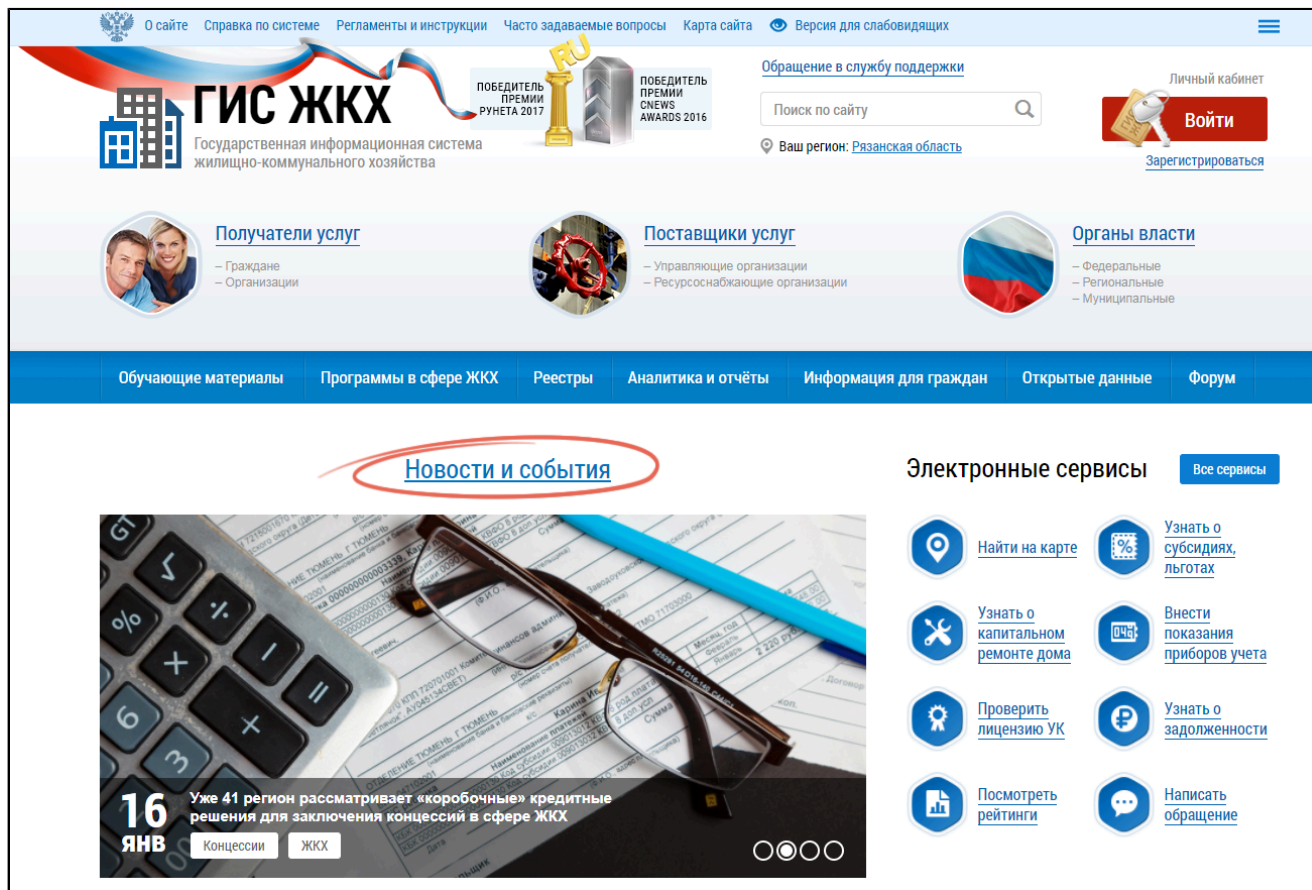 О сайте Справка по системе Регламенты и инструкции Часто задаваемые вопросы Карта сайта Версия для слабовидящих
ГИС ЖКХ
Государственная информационная система
жилищно-коммунального хозяйства
ПОБЕДИТЕЛЬ
ПРЕМИИ
РУНЕТА 2017
RU
ПОБЕДИТЕЛЬ
ПРЕМИИ
CNEWS
AWARDS 2016
Обращение в службу поддержки
Поиск по сайту
Ваш регион: Рязанская область
Личный кабинет
Войти
Зарегистрироваться
Получатели услуг
– Граждане
– Организации
Поставщики услуг
– Управляющие организации
– Ресурсоснабжающие организации
Органы власти
– Федеральные
– Региональные
– Муниципальные
Обучающие материалы Программы в сфере ЖКХ Реестры Аналитика и отчёты Информация для граждан Открытые данные Форум
Новости и события
16
ЯНВ
Уже 41 регион рассматривает «коробочные» кредитные
решения для заключения концессий в сфере ЖКХ
Концессии ЖКХ
Электронные сервисы
Все сервисы
Найти на карте
Узнать о
субсидиях,
льготах
Узнать о
капитальном
ремонте дома
Внести
показания
приборов учета
Проверить
лицензию УК
Узнать о
задолженности
Посмотреть
рейтинги
Написать
обращение